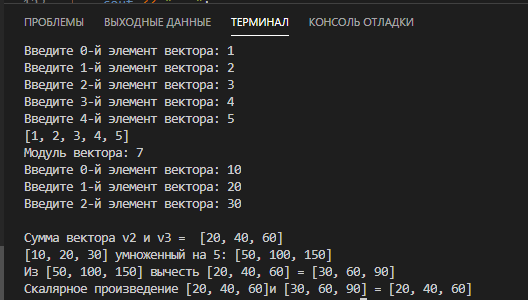 ПРОБЛЕМЫ ВЫХОДНЫЕ ДАННЫЕ ТЕРМИНАЛ КОНСОЛЬ ОТЛАДКИ
Введите 0-й элемент вектора: 1
Введите 1-й элемент вектора: 2
Введите 2-й элемент вектора: 3
Введите 3-й элемент вектора: 4
Введите 4-й элемент вектора: 5
[1, 2, 3, 4, 5]
Модуль вектора: 7
Введите 0-й элемент вектора: 10
Введите 1-й элемент вектора: 20
Введите 2-й элемент вектора: 30
Сумма вектора v2 и v3 =  [20, 40, 60]
[10, 20, 30] умноженный на 5: [50, 100, 150]
Из [50, 100, 150] вычесть [20, 40, 60] = [30, 60, 90]
Скалярное произведение [20, 40, 60]и [30, 60, 90] = [20, 40, 60]